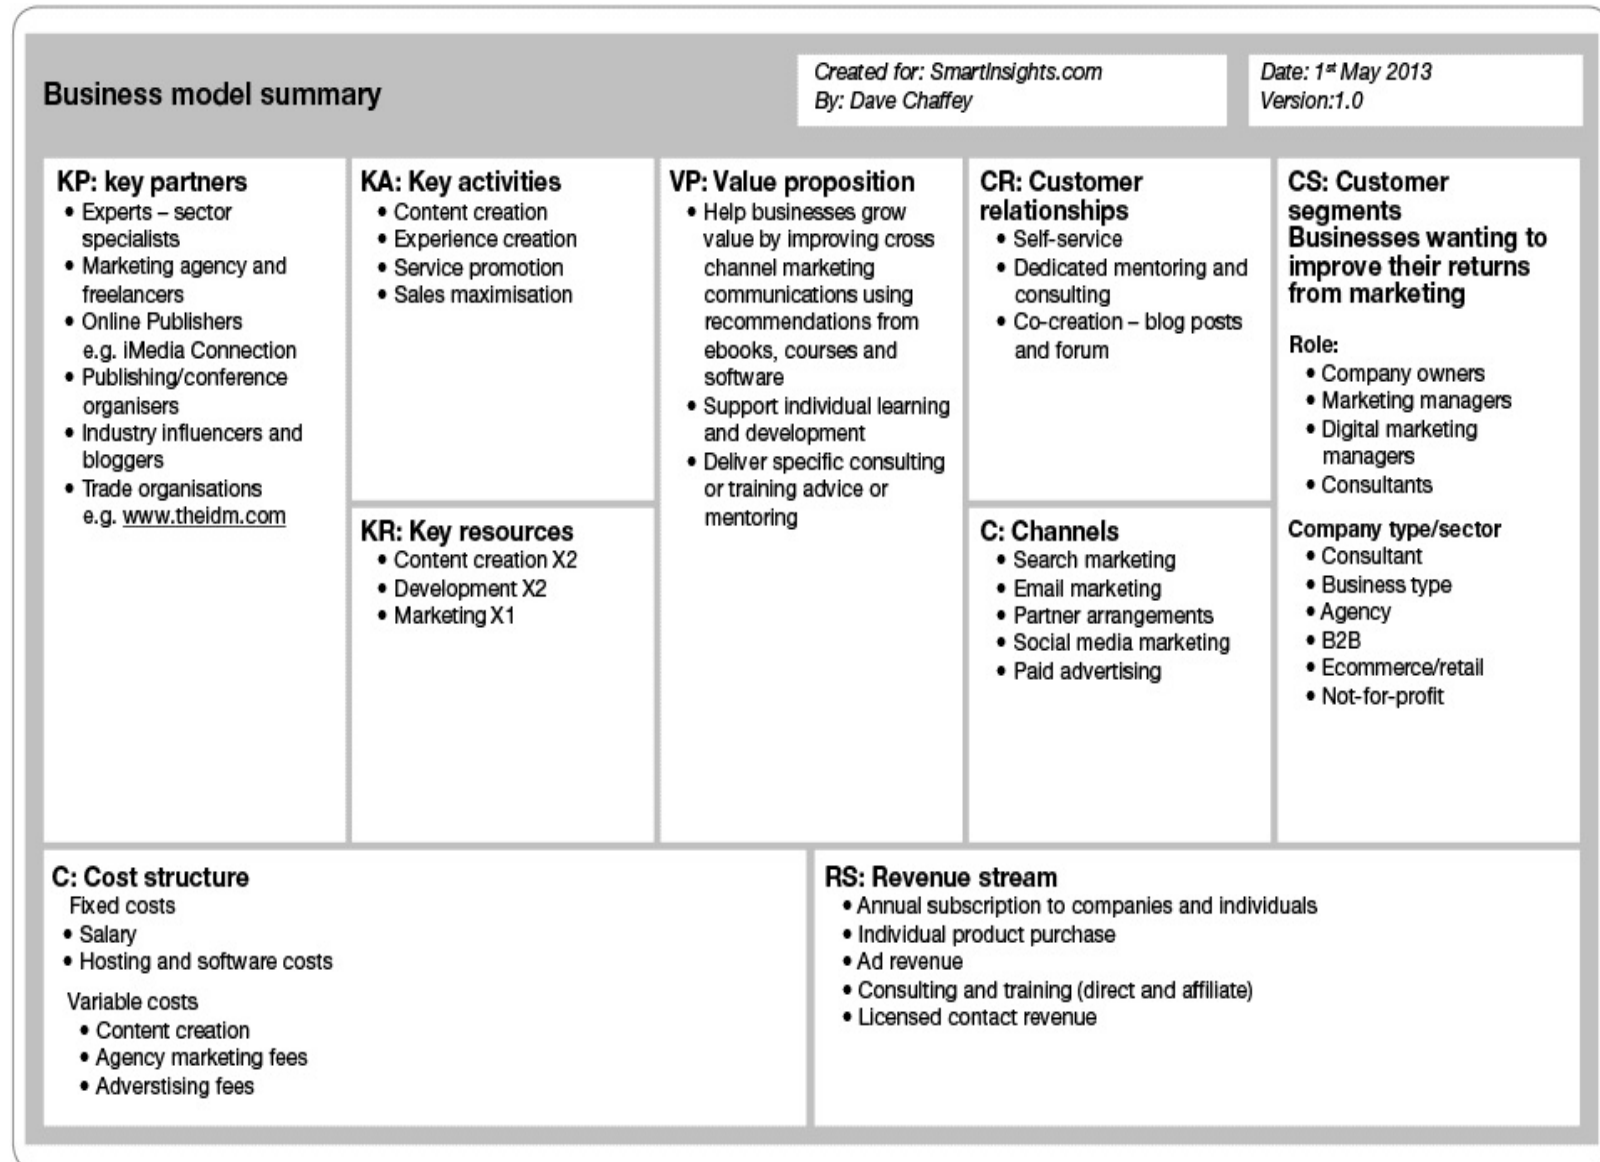 Business model summary
Created for: SmartInsights.com
By: Dave Chaffey
Date: 1st May 2013
Version:1.0
KP: key partners
• Experts – sector
specialists
• Marketing agency and
freelancers
• Online Publishers
e.g. iMedia Connection
• Publishing/conference
organisers
• Industry influencers and
bloggers
• Trade organisations
e.g. www.theidm.com
KA: Key activities
• Content creation
• Experience creation
• Service promotion
• Sales maximisation
KR: Key resources
• Content creation X2
• Development X2
• Marketing X1
VP: Value proposition
• Help businesses grow
value by improving cross
channel marketing
communications using
recommendations from
ebooks, courses and
software
• Support individual learning
and development
• Deliver specific consulting
or training advice or
mentoring
CR: Customer
relationships
• Self-service
• Dedicated mentoring and
consulting
• Co-creation – blog posts
and forum
C: Channels
• Search marketing
• Email marketing
• Partner arrangements
• Social media marketing
• Paid advertising
CS: Customer
segments
Businesses wanting to
improve their returns
from marketing
Role:
• Company owners
• Marketing managers
• Digital marketing
managers
• Consultants
Company type/sector
• Consultant
• Business type
• Agency
• B2B
• Ecommerce/retail
• Not-for-profit
C: Cost structure
Fixed costs
• Salary
• Hosting and software costs
Variable costs
• Content creation
• Agency marketing fees
• Adverstising fees
RS: Revenue stream
• Annual subscription to companies and individuals
• Individual product purchase
• Ad revenue
• Consulting and training (direct and affiliate)
• Licensed contact revenue